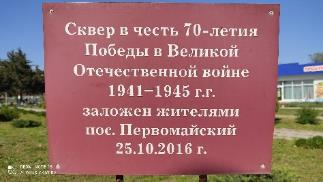 Сквер в честь 70-летия
Победы в Великой
Отечественной войне
1941–1945 г.г.
заложен жителями
пос. Первомайский
25.10.2016 г.